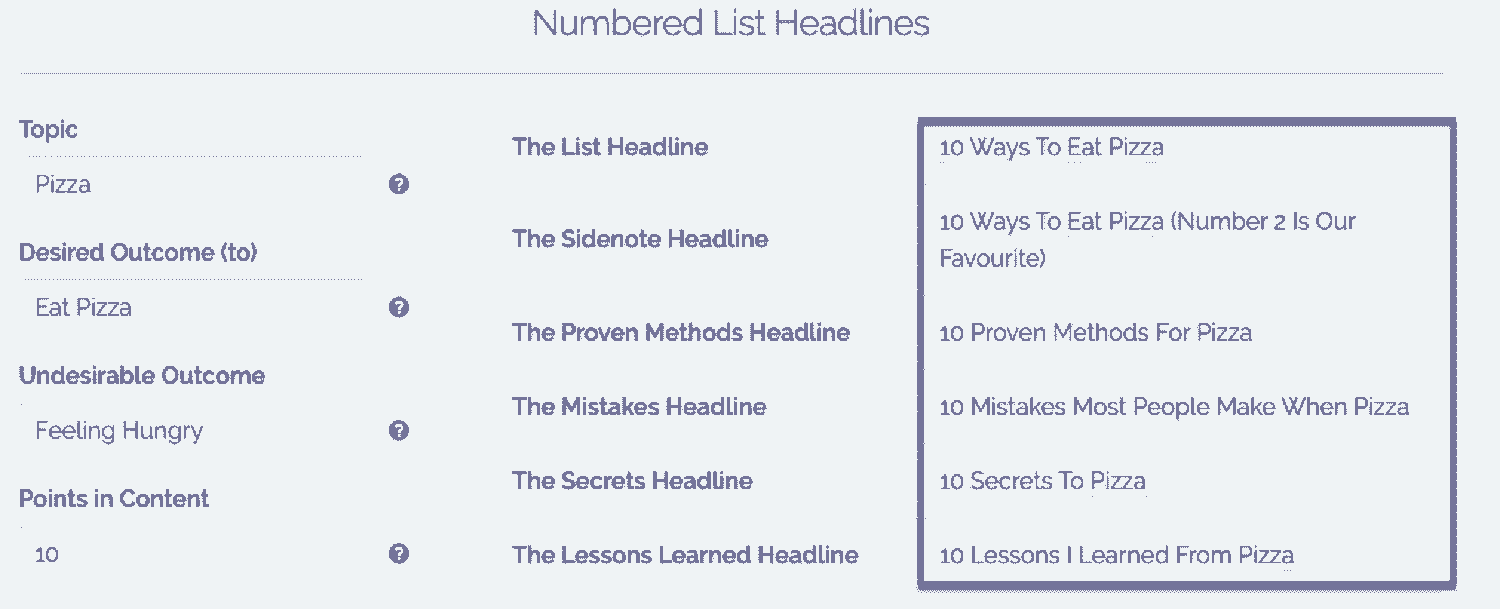 Numbered List Headlines
Topic
Pizza
Desired Outcome (to)
Eat Pizza
Undesirable Outcome
Feeling Hungry
Points in Content
10
The List Headline
10 Ways To Eat Pizza
The Sidenote Headline
10 Ways To Eat Pizza (Number 2 Is Our
Favourite)
The Proven Methods Headline
10 Proven Methods For Pizza
The Mistakes Headline
10 Mistakes Most People Make When Pizza
The Secrets Headline
10 Secrets To Pizza
The Lessons Learned Headline
10 Lessons I Learned From Pizza